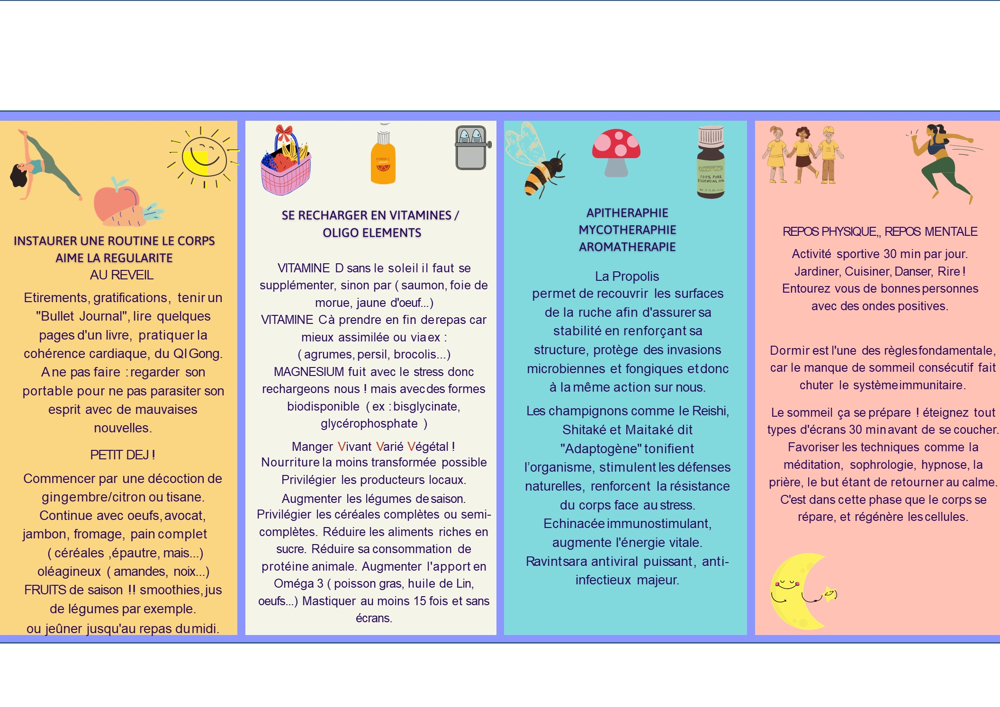 INSTAURER UNE ROUTINE LE CORPS
AIME LA REGULARITE
AU REVEIL
Etirements, gratifications, tenir un
"Bullet Journal", lire quelques
pages d'un livre, pratiquer la
cohérence cardiaque, du QI Gong.
A ne pas faire : regarder son
portable pour ne pas parasiter son
esprit avec de mauvaises
nouvelles.
PETIT DEJ !
Commencer par une décoction de
gingembre/citron ou tisane.
Continue avec oeufs, avocat,
jambon, fromage, pain complet
( céréales ,épautre, mais...)
oléagineux ( amandes, noix...)
FRUITS de saison !! smoothies, jus
de légumes par exemple.
ou jeûner jusqu'au repas du midi.
VITAMIN C
SE RECHARGER EN VITAMINES /
OLIGO ELEMENTS
VITAMINE D sans le soleil il faut se
supplémenter, sinon par ( saumon, foie de
morue, jaune d'oeuf...)
VITAMINE C à prendre en fin de repas car
mieux assimilée ou via ex :
( agrumes, persil, brocolis...)
MAGNESIUM fuit avec le stress donc
rechargeons nous ! mais avec des formes
biodisponible ( ex : bisglycinate,
glycérophosphate )
Manger Vivant Varié Végétal !
Nourriture la moins transformée possible
Privilégier les producteurs locaux.
Augmenter les légumes de saison.
Privilégier les céréales complètes ou semi-
complètes. Réduire les aliments riches en
sucre. Réduire sa consommation de
protéine animale. Augmenter l'apport en
Oméga 3 ( poisson gras, huile de Lin,
oeufs...) Mastiquer au moins 15 fois et sans
écrans.
Eucalyptus
100% PURE
ESSENTIAL OIL
APITHERAPHIE
MYCOTHERAPHIE
AROMATHERAPIE
La Propolis
permet de recouvrir les surfaces
de la ruche afin d'assurer sa
stabilité en renforçant sa
structure, protège des invasions
microbiennes et fongiques et donc
à la même action sur nous.
Les champignons comme le Reishi,
Shitaké et Maitaké dit
"Adaptogène" tonifient
l’organisme, stimulent les défenses
naturelles, renforcent la résistance
du corps face au stress.
Echinacée immunostimulant,
augmente l'énergie vitale.
Ravintsara antiviral puissant, anti-
infectieux majeur.
REPOS PHYSIQUE,, REPOS MENTALE
Activité sportive 30 min par jour.
Jardiner, Cuisiner, Danser, Rire !
Entourez vous de bonnes personnes
avec des ondes positives.
Dormir est l'une des règles fondamentale,
car le manque de sommeil consécutif fait
chuter le système immunitaire.
Le sommeil ça se prépare ! éteignez tout
types d'écrans 30 min avant de se coucher.
Favoriser les techniques comme la
méditation, sophrologie, hypnose, la
prière, le but étant de retourner au calme.
C'est dans cette phase que le corps se
répare, et régénère les cellules.